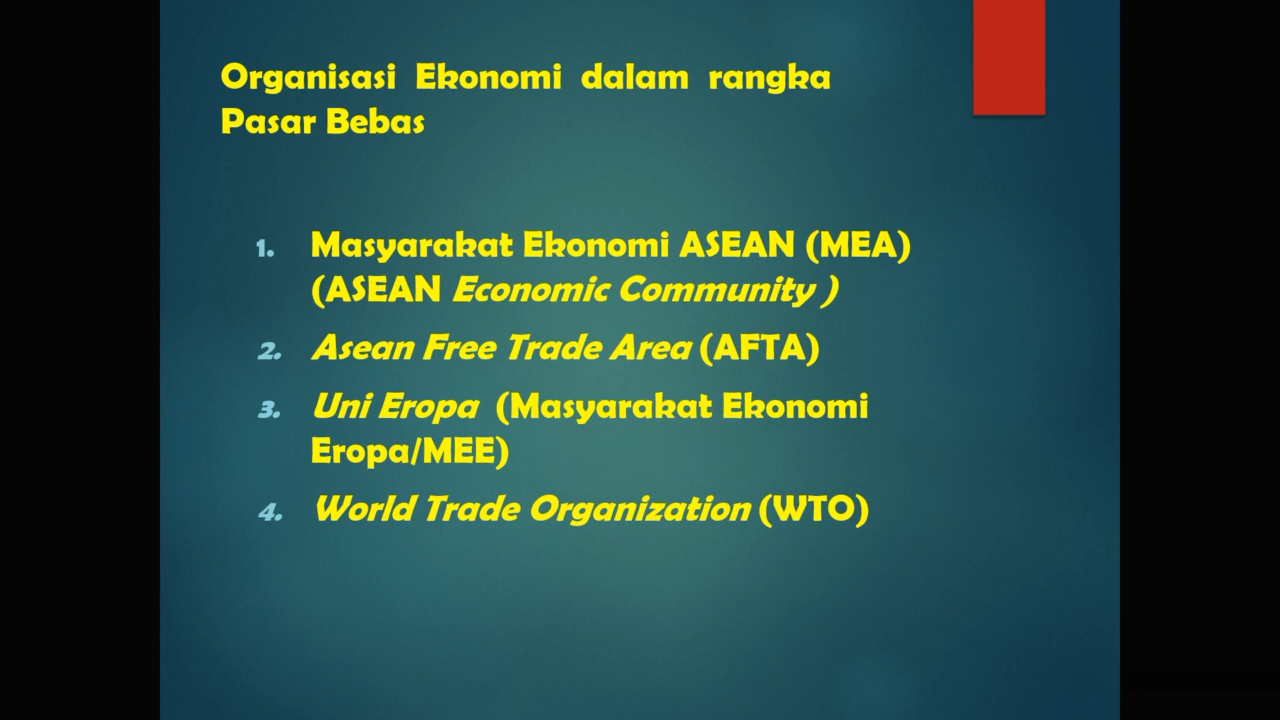 Organisasi Ekonomi dalam rangka
Pasar Bebas
1. Masyarakat Ekonomi ASEAN (MEA)
(ASEAN Economic Community )
2. Asean Free Trade Area (AFTA)
3. Uni Eropa (Masyarakat Ekonomi
Eropa/MEE)
4. World Trade Organization (WTO)